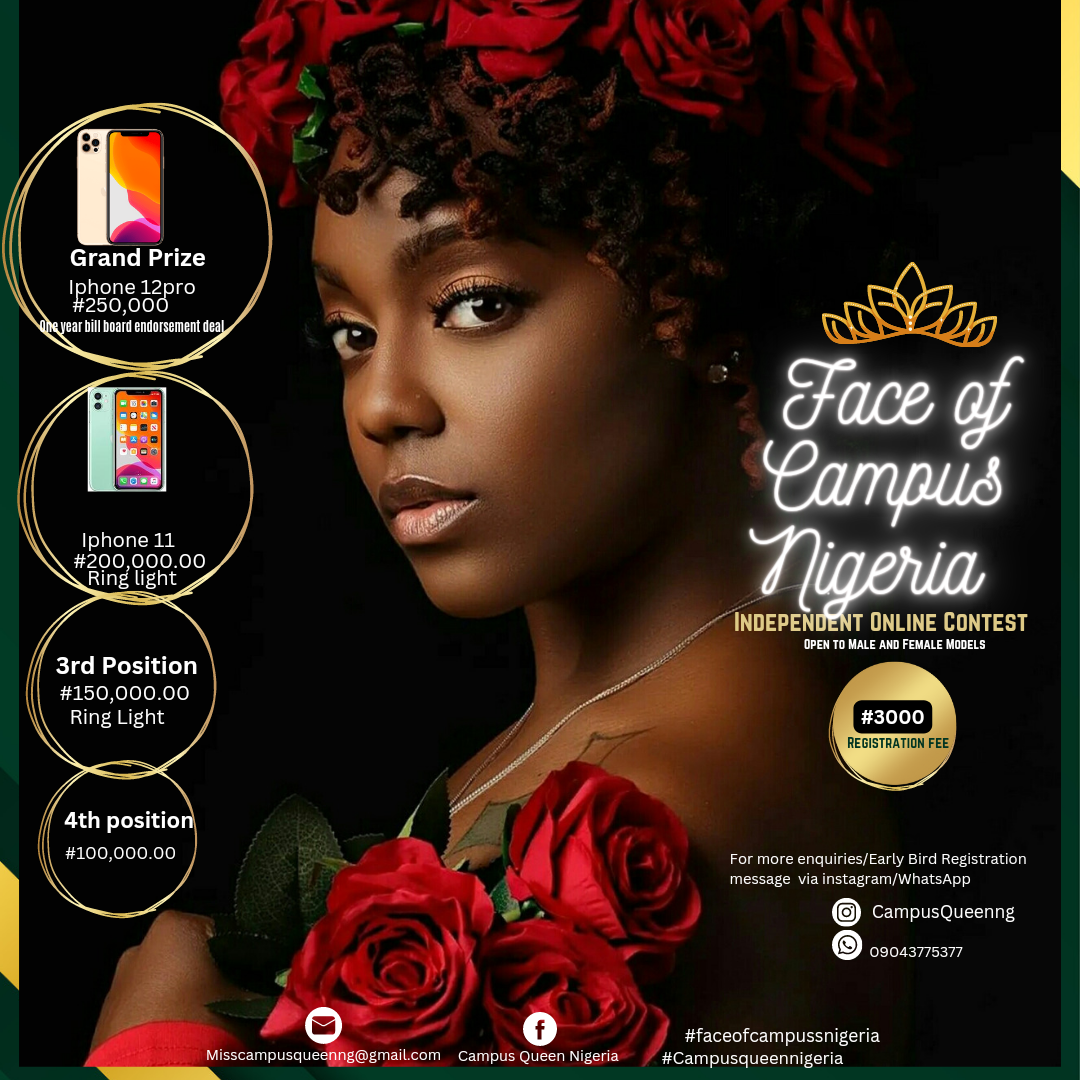 Grand Prize
Iphone 12pro
#250,000
One year bill board endorsement deal
Iphone 11
#200,000.00
Ring light
3rd Position
#150,000.00
Ring Light
4th position
#100,000.00
Face of
Campus
Nigeria
Independent Online Contest
Open to Male and Female Models
#3000
Registration fee
For more enquiries/Early Bird Registration
message via instagram/WhatsApp
CampusQueenng
09043775377
Misscampusqueenng@gmail.com
Campus Queen Nigeria
#faceofcampussnigeria
#Campusqueennigeria